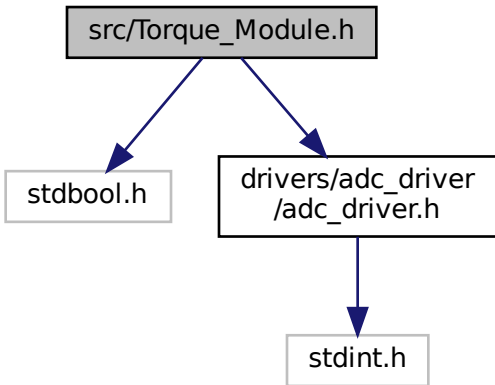 src/Torque_Module.h
stdbool.h
drivers/adc_driver
/adc_driver.h
stdint.h